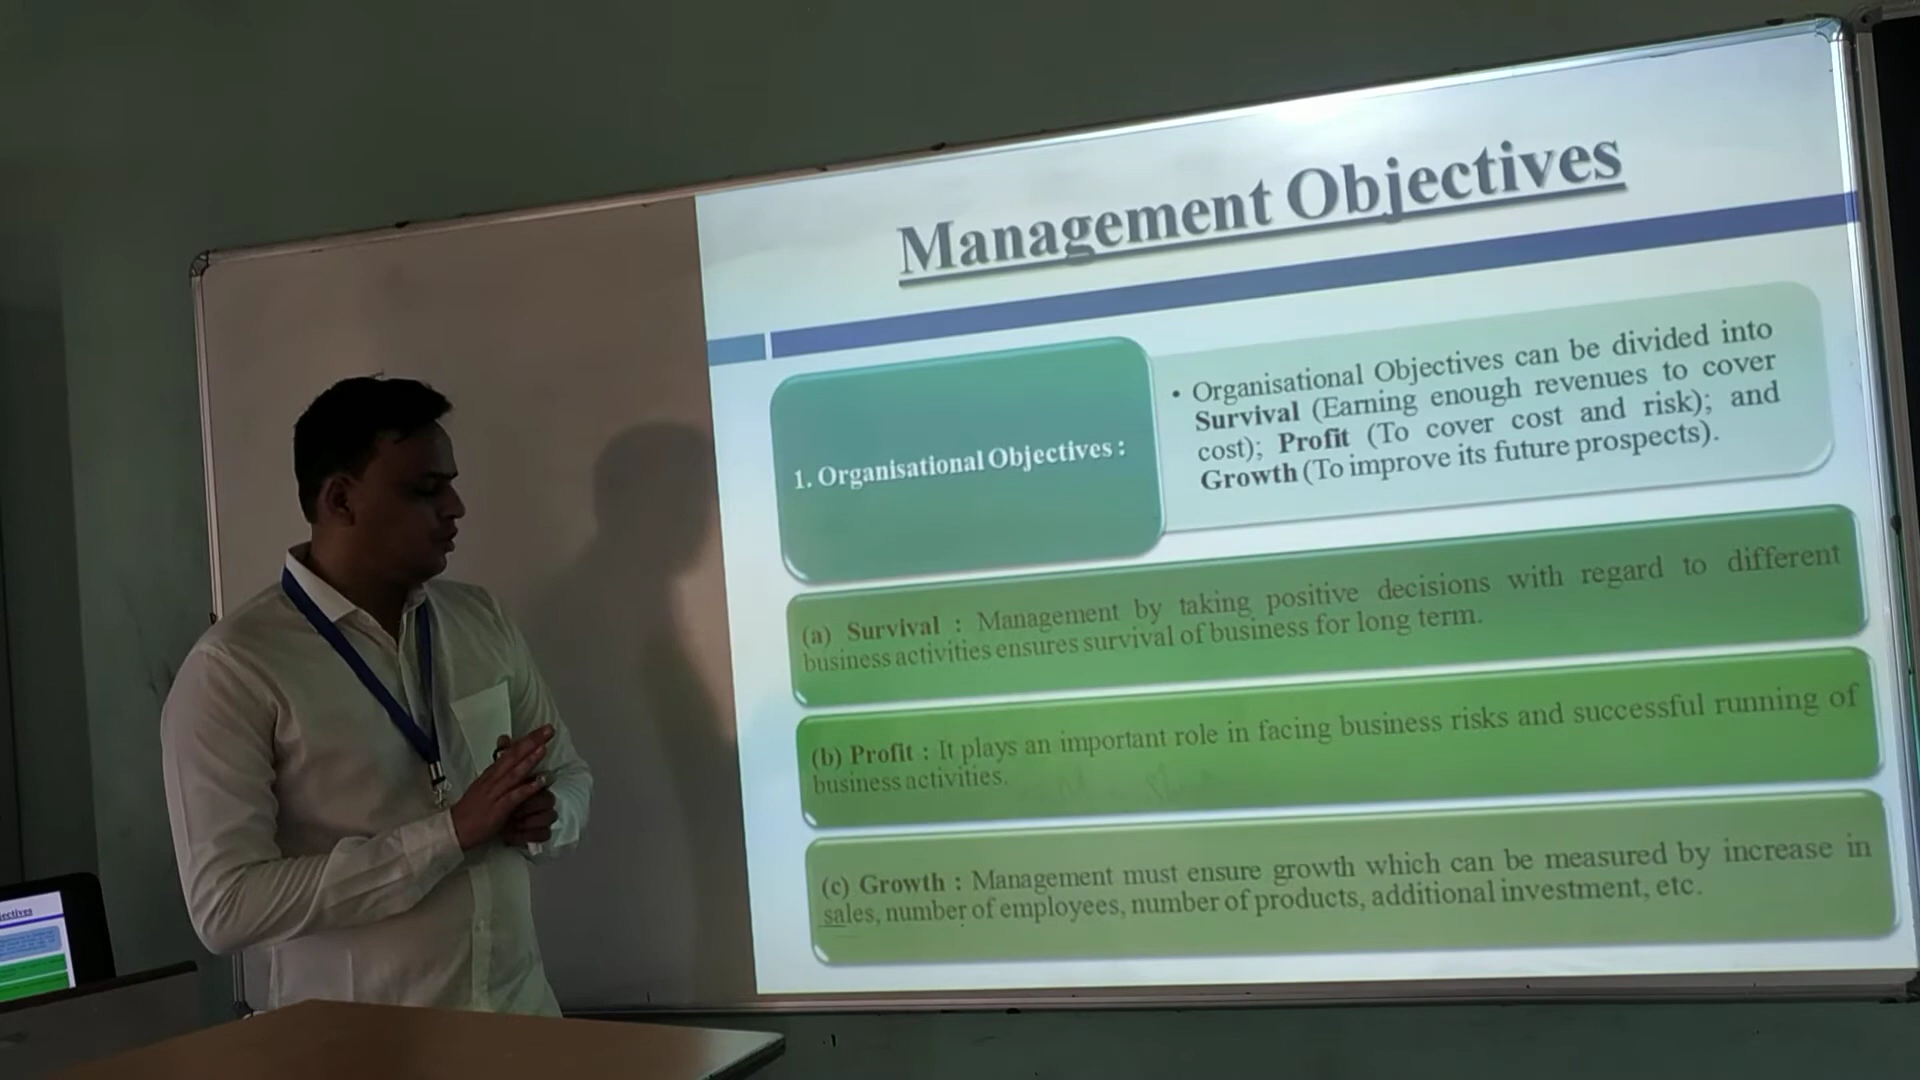 Management Objectives
1. Organisational Objectives :
• Organisational Objectives can be divided into
Survival (Earning enough revenues to cover
cost); Profit (To cover cost and risk); and
Growth (To improve its future prospects).
(a) Survival : Management by taking positive decisions with regard to different
business activities ensures survival of business for long term.
(b) Profit : It plays an important role in facing business risks and successful running of
business activities.
(c) Growth : Management must ensure growth which can be measured by increase in
sales, number of employees, number of products, additional investment, etc.
ectives